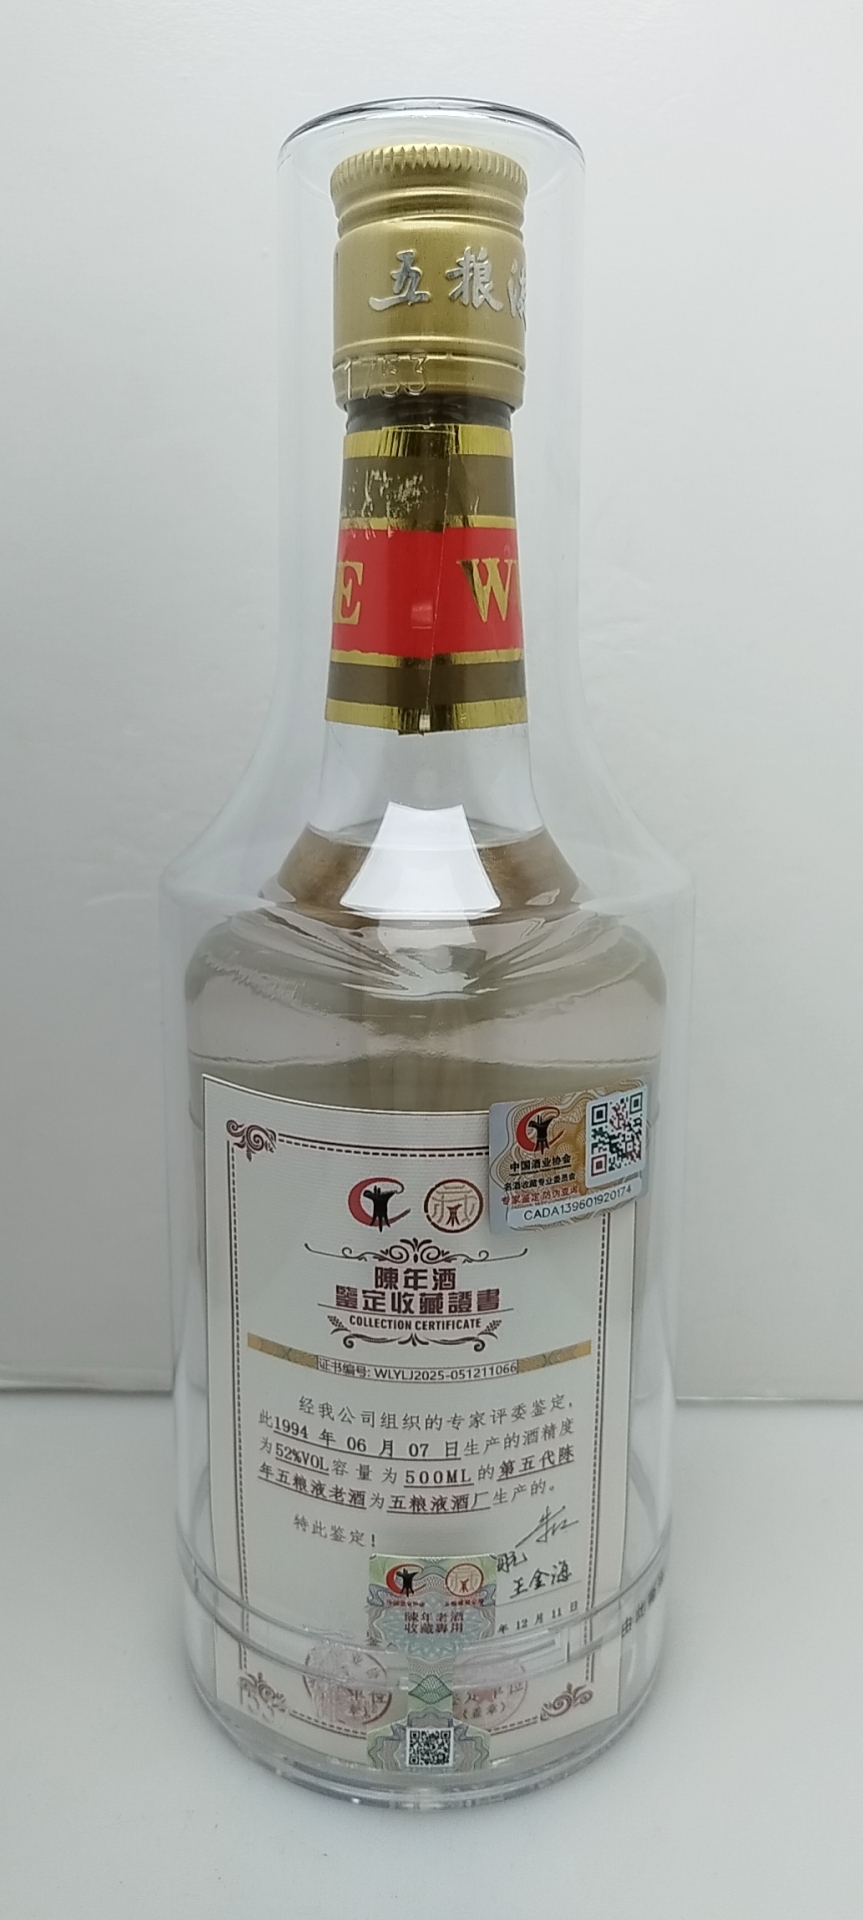 五粮液
1753
E W
中国酒业协会
名酒收藏专业委员会
专家鉴定 防伪查询
CADA139601920174
陳年酒
鑒定收藏證書
COLLECTION CERTIFICATE
证书编号: WLYLJ2025-051211066
经我公司组织的专家评委鉴定,
此1994 年 06 月 07 日生产的酒精度
为52%VOL容量为500ML的第五代陈
年五粮液老酒为五粮液酒厂生产的。
特此鉴定!
王金海
年 12 月 11 日
陳年老酒
收藏專用
(盖章)
由此